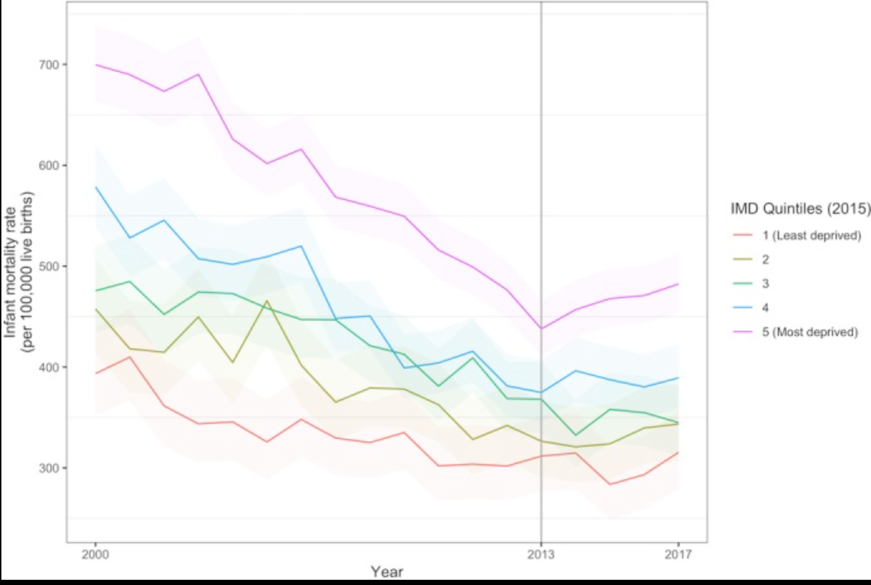 700
600
500
400
300
Infant mortality rate
(per 100,000 live births)
2000
2013
2017
Year
IMD Quintiles (2015)
1 (Least deprived)
2
3
4
5 (Most deprived)